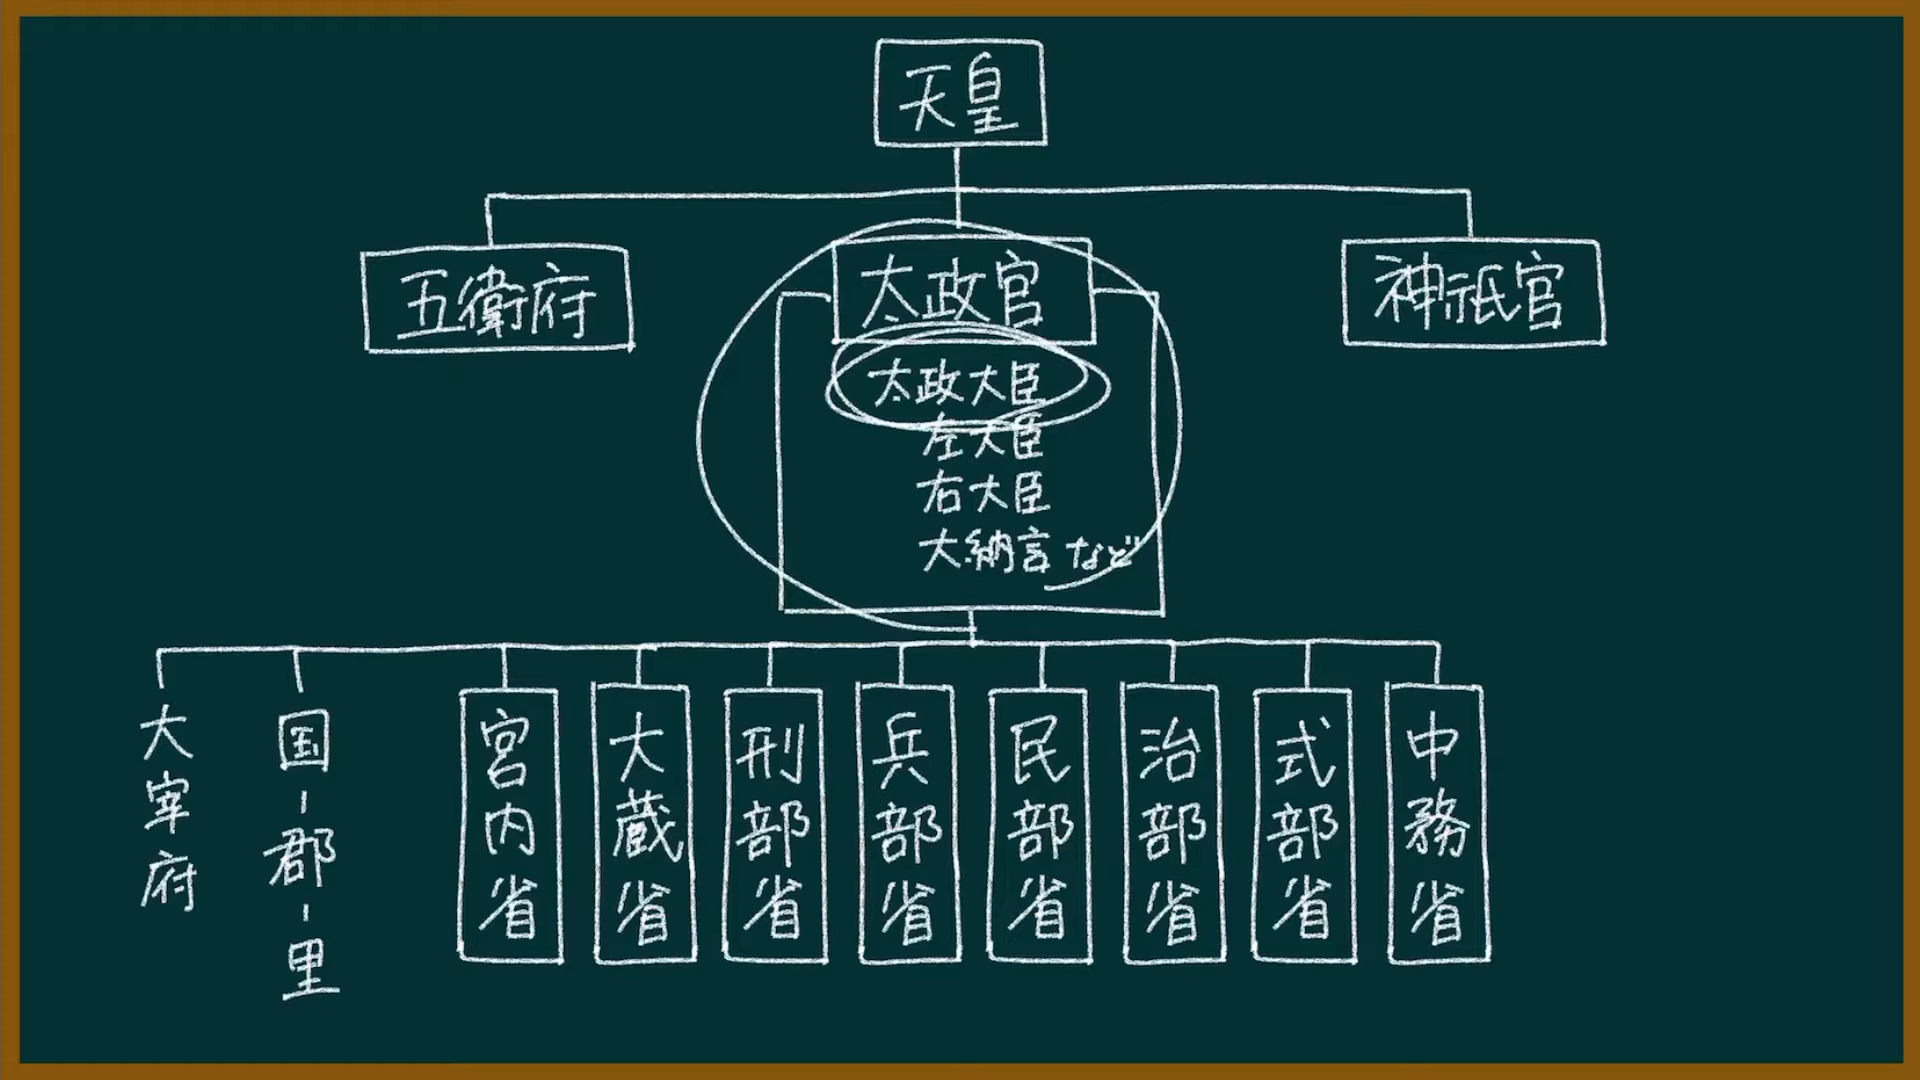 天皇
五衛府
太政官
神祇官
太政大臣
左大臣
右大臣
大納言 など
中務省
式部省
治部省
民部省
兵部省
刑部省
大蔵省
宮内省
国-郡-里
大宰府